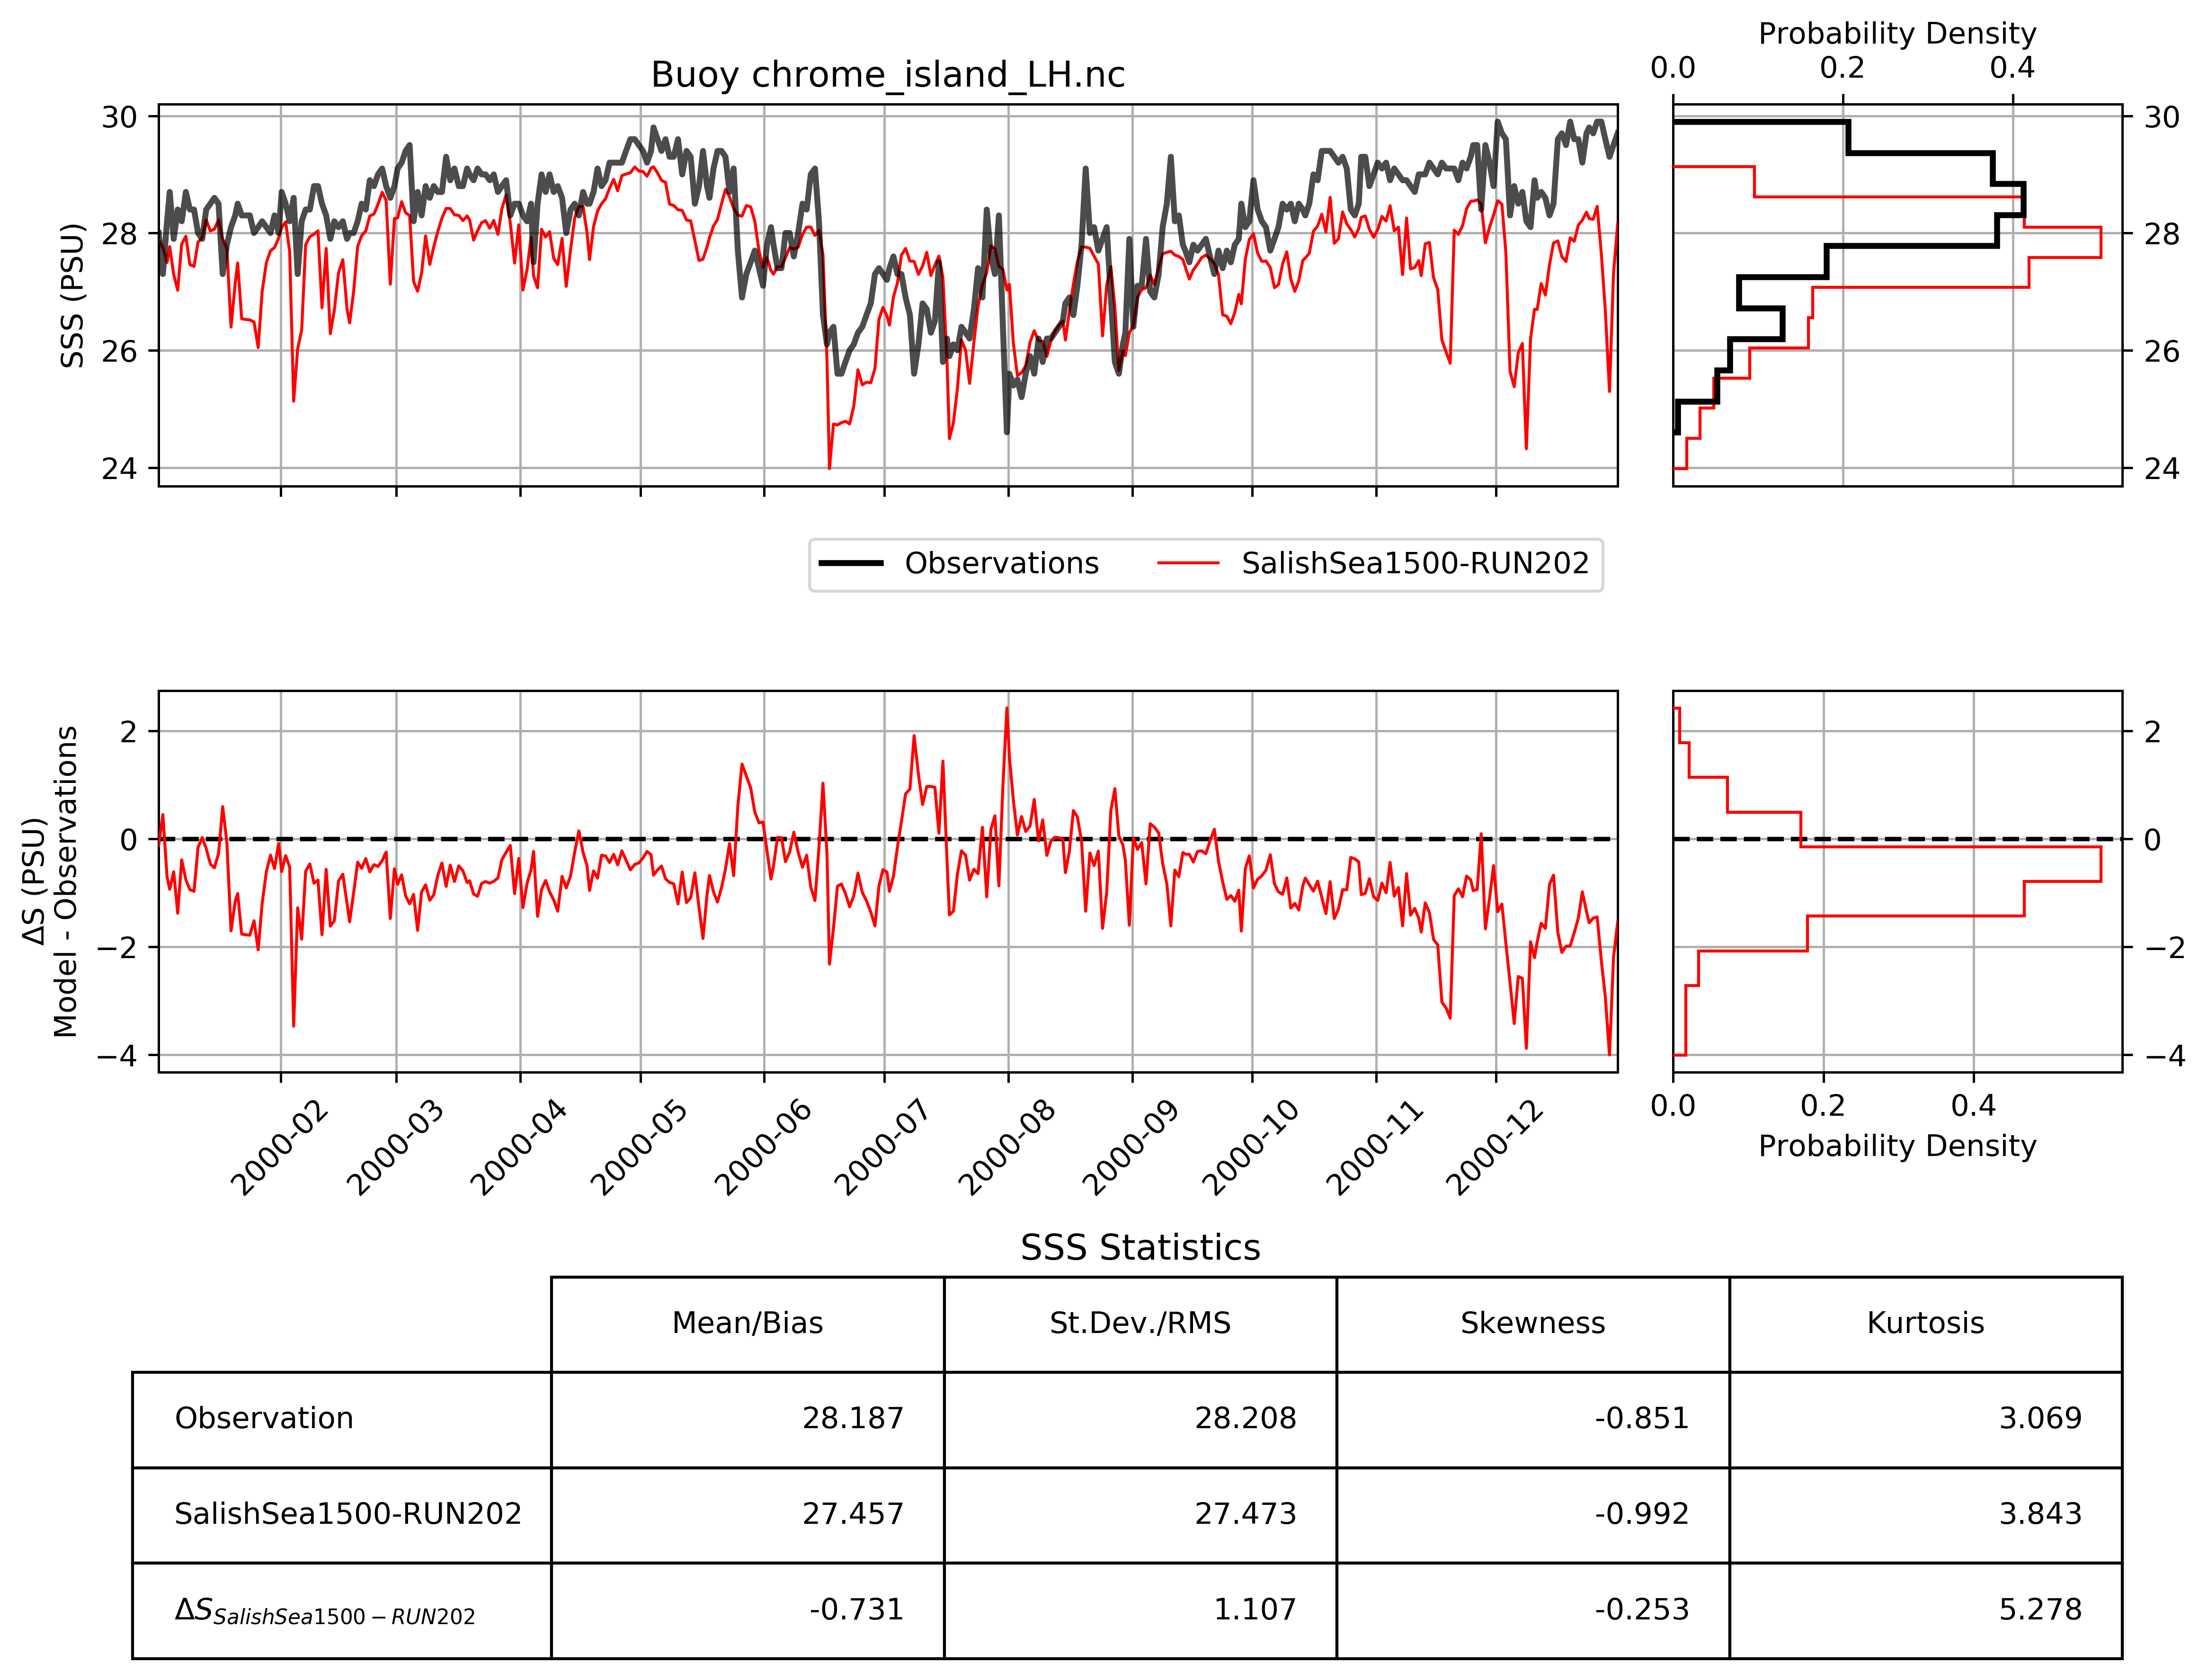 Probability Density
0.0 0.2 0.4
Buoy chrome_island_LH.nc
30 28 26 24
SSS (PSU)
30 28 26 24
Observations SalishSea1500-RUN202
2 0 −2 −4
ΔS (PSU)
Model - Observations
2 0 −2 −4
2000-02 2000-03 2000-04 2000-05 2000-06 2000-07 2000-08 2000-09 2000-10 2000-11 2000-12
0.0 0.2 0.4
Probability Density
SSS Statistics
Mean/Bias St.Dev./RMS Skewness Kurtosis
Observation 28.187 28.208 -0.851 3.069
SalishSea1500-RUN202 27.457 27.473 -0.992 3.843
ΔS SalishSea1500−RUN202 -0.731 1.107 -0.253 5.278